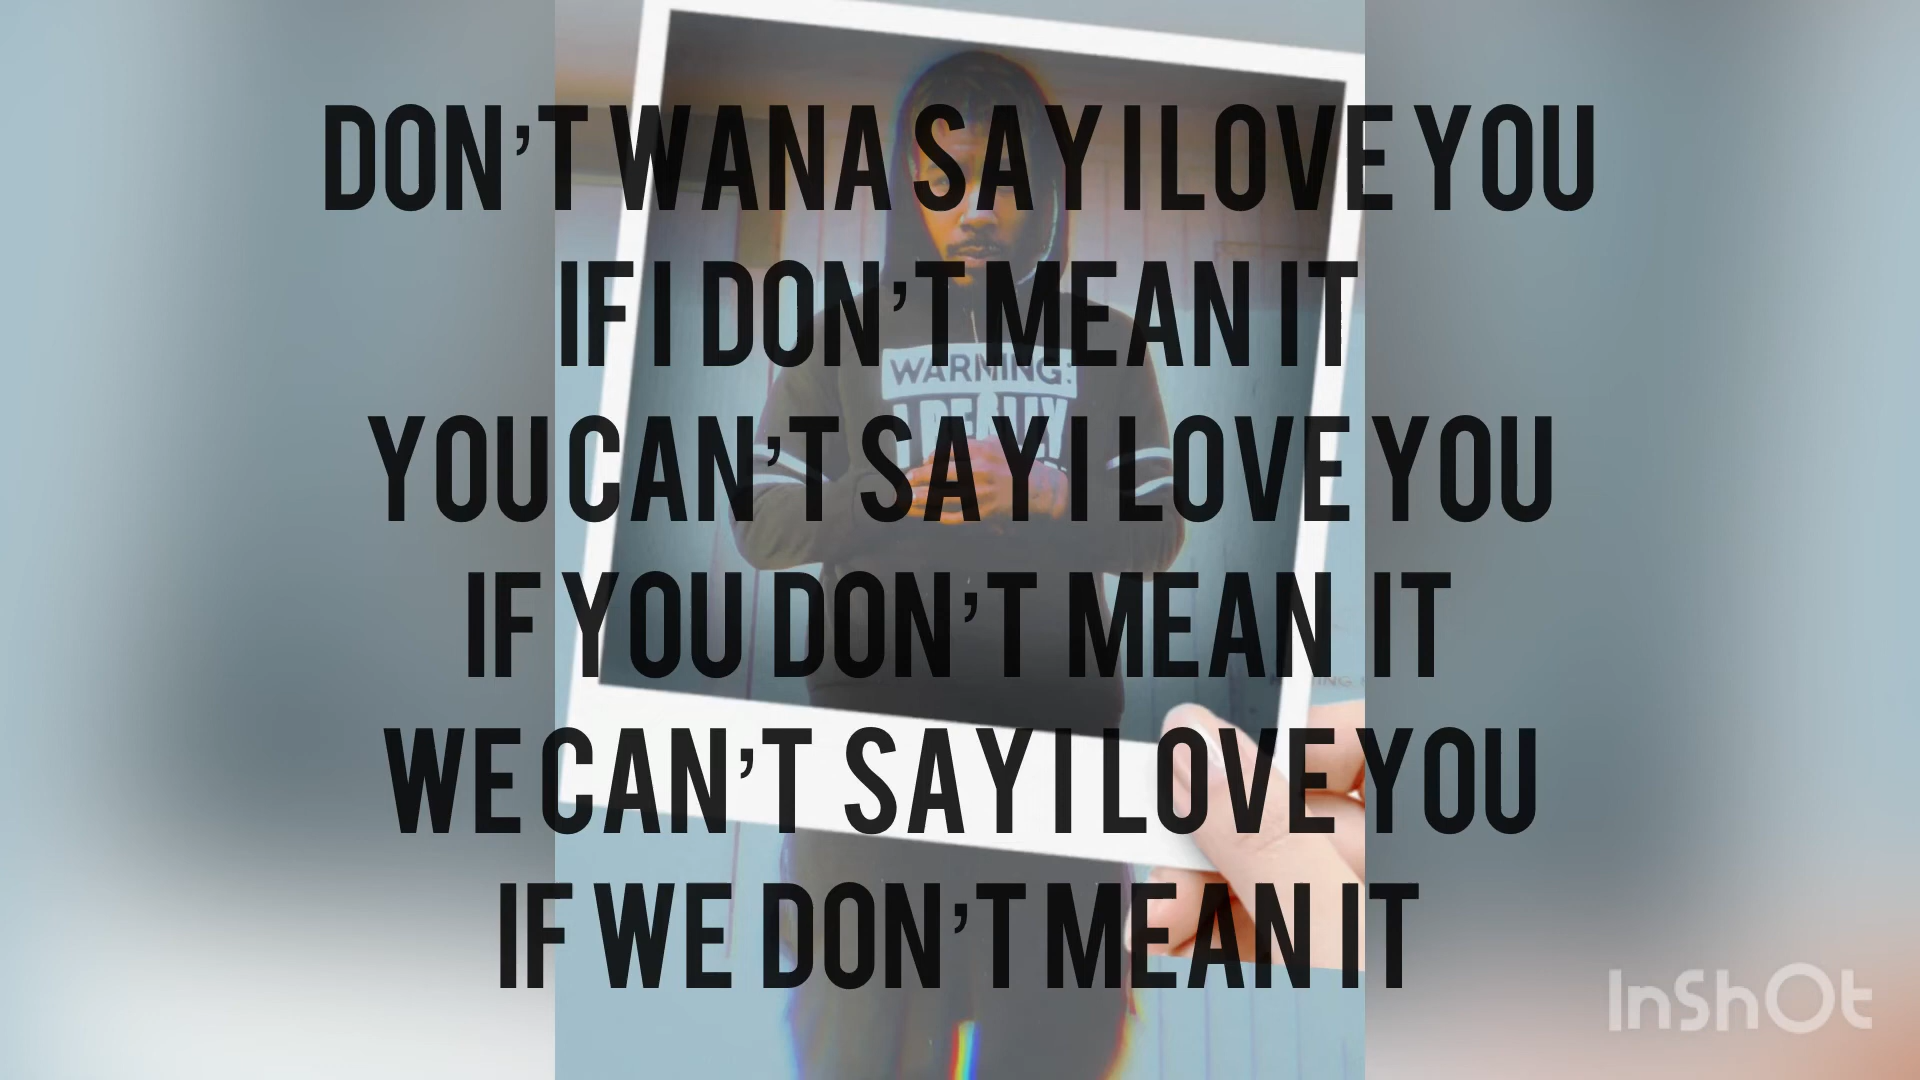 DON'T WANA SAY I LOVE YOU
IF I DON'T MEAN IT
WARNING:
I REALLY
YOU CAN'T SAY I LOVE YOU
IF YOU DON'T MEAN IT
WE CAN'T SAY I LOVE YOU
IF WE DON'T MEAN IT
InShOt